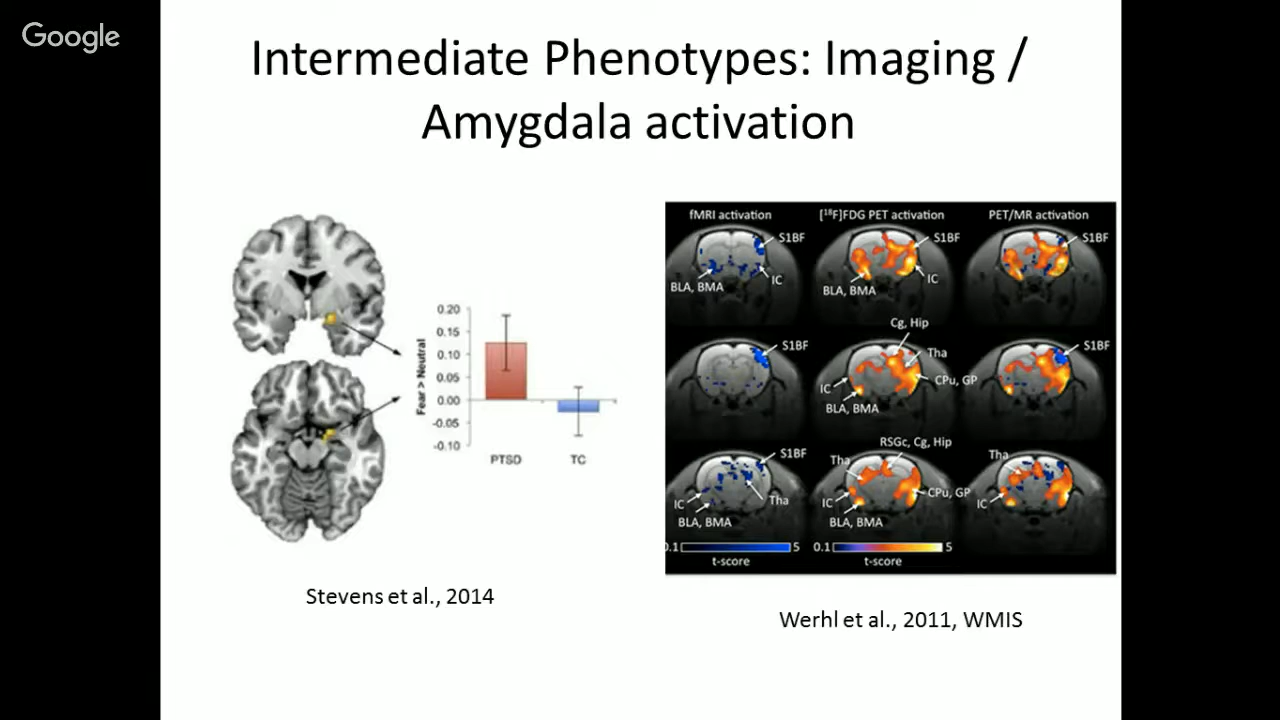 Google
Intermediate Phenotypes: Imaging /
Amygdala activation
Fear > Neutral
0.20
0.15
0.10
0.05
0.00
-0.05
-0.10
PTSD
TC
Stevens et al., 2014
fMRI activation
[18F]FDG PET activation
PET/MR activation
S1BF
IC
BLA, BMA
S1BF
IC
BLA, BMA
S1BF
S1BF
Cg, Hip
Tha
CPu, GP
IC
BLA, BMA
S1BF
S1BF
Tha
IC
BLA, BMA
RSGc, Cg, Hip
Tha
CPu, GP
IC
BLA, BMA
Tha
IC
0.1 5
t-score
0.1 5
t-score
Werhl et al., 2011, WMIS